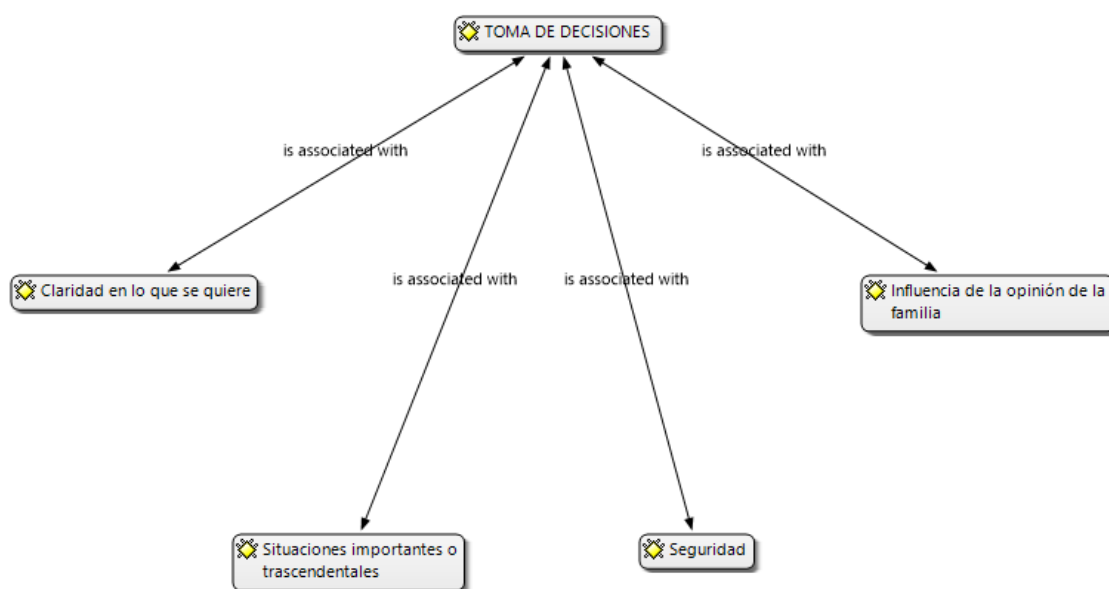 TOMA DE DECISIONES
is associated with
is associated with
is associated with
is associated with
Claridad en lo que se quiere
Influencia de la opinión de la
familia
Situaciones importantes o
trascendentales
Seguridad